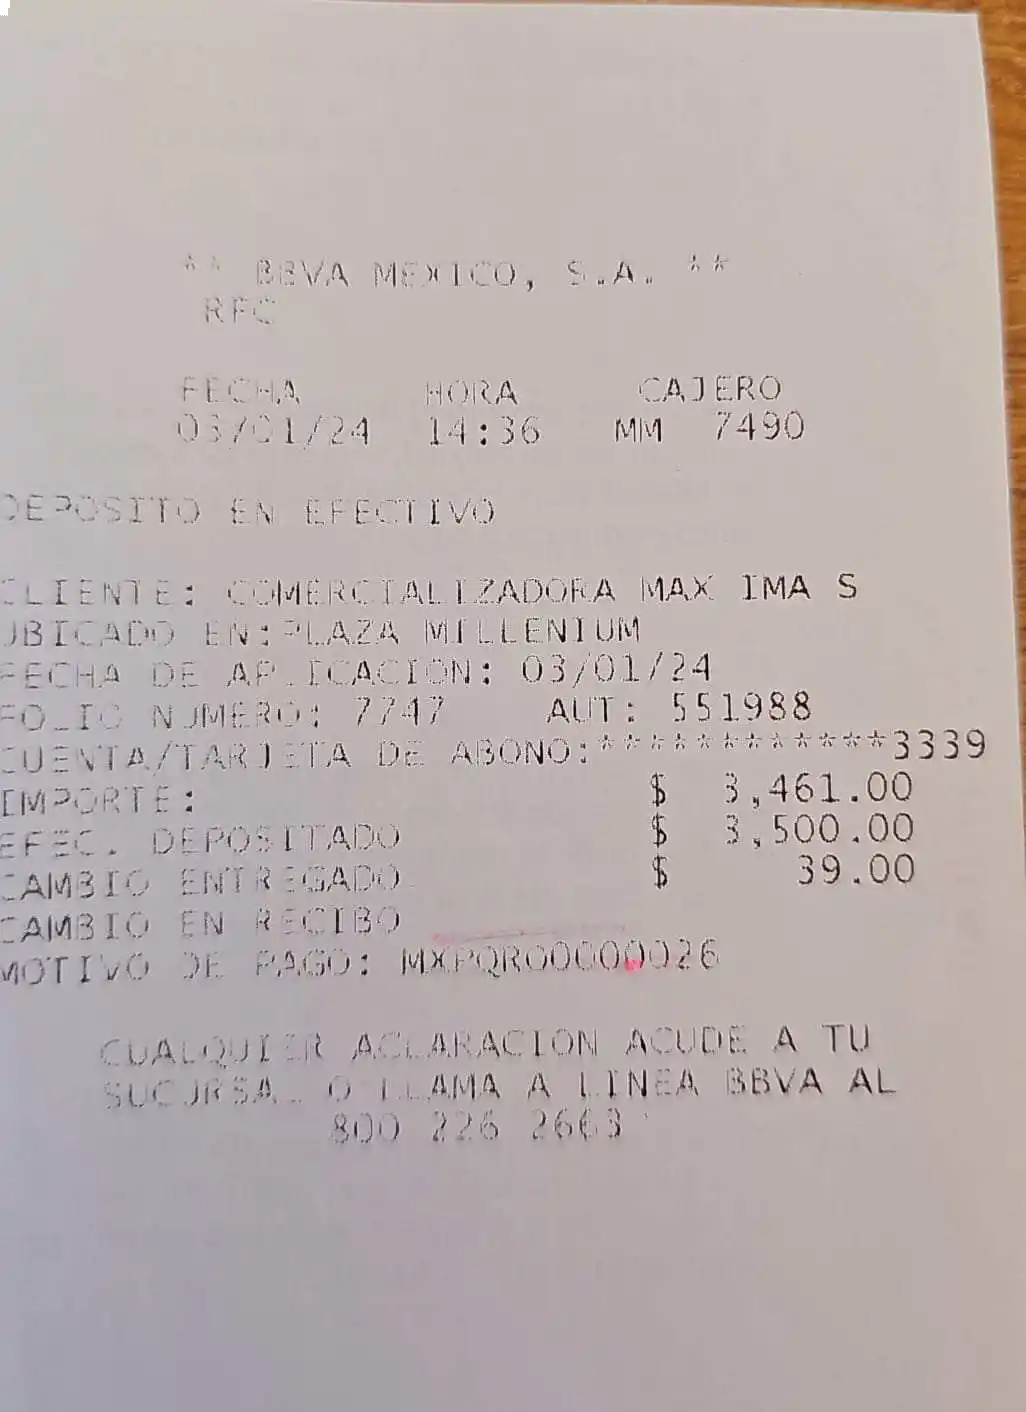 ** BBVA MEXICO, S.A. **
RFC
FECHA HORA CAJERO
03/01/24 14:36 MM 7490
DEPOSITO EN EFECTIVO
CLIENTE: COMERCIALIZADORA MAX IMA S
UBICADO EN:PLAZA MILLENIUM
FECHA DE APLICACION: 03/01/24
FOLIO NUMERO: 7747 AUT: 551988
CUENTA/TARJETA DE ABONO:************3339
IMPORTE: $ 3,461.00
EFEC. DEPOSITADO $ 3,500.00
CAMBIO ENTREGADO $ 39.00
CAMBIO EN RECIBO
MOTIVO DE PAGO: MXPQRO0000026
CUALQUIER ACLARACION ACUDE A TU
SUCURSAL O LLAMA A LINEA BBVA AL
800 226 2663